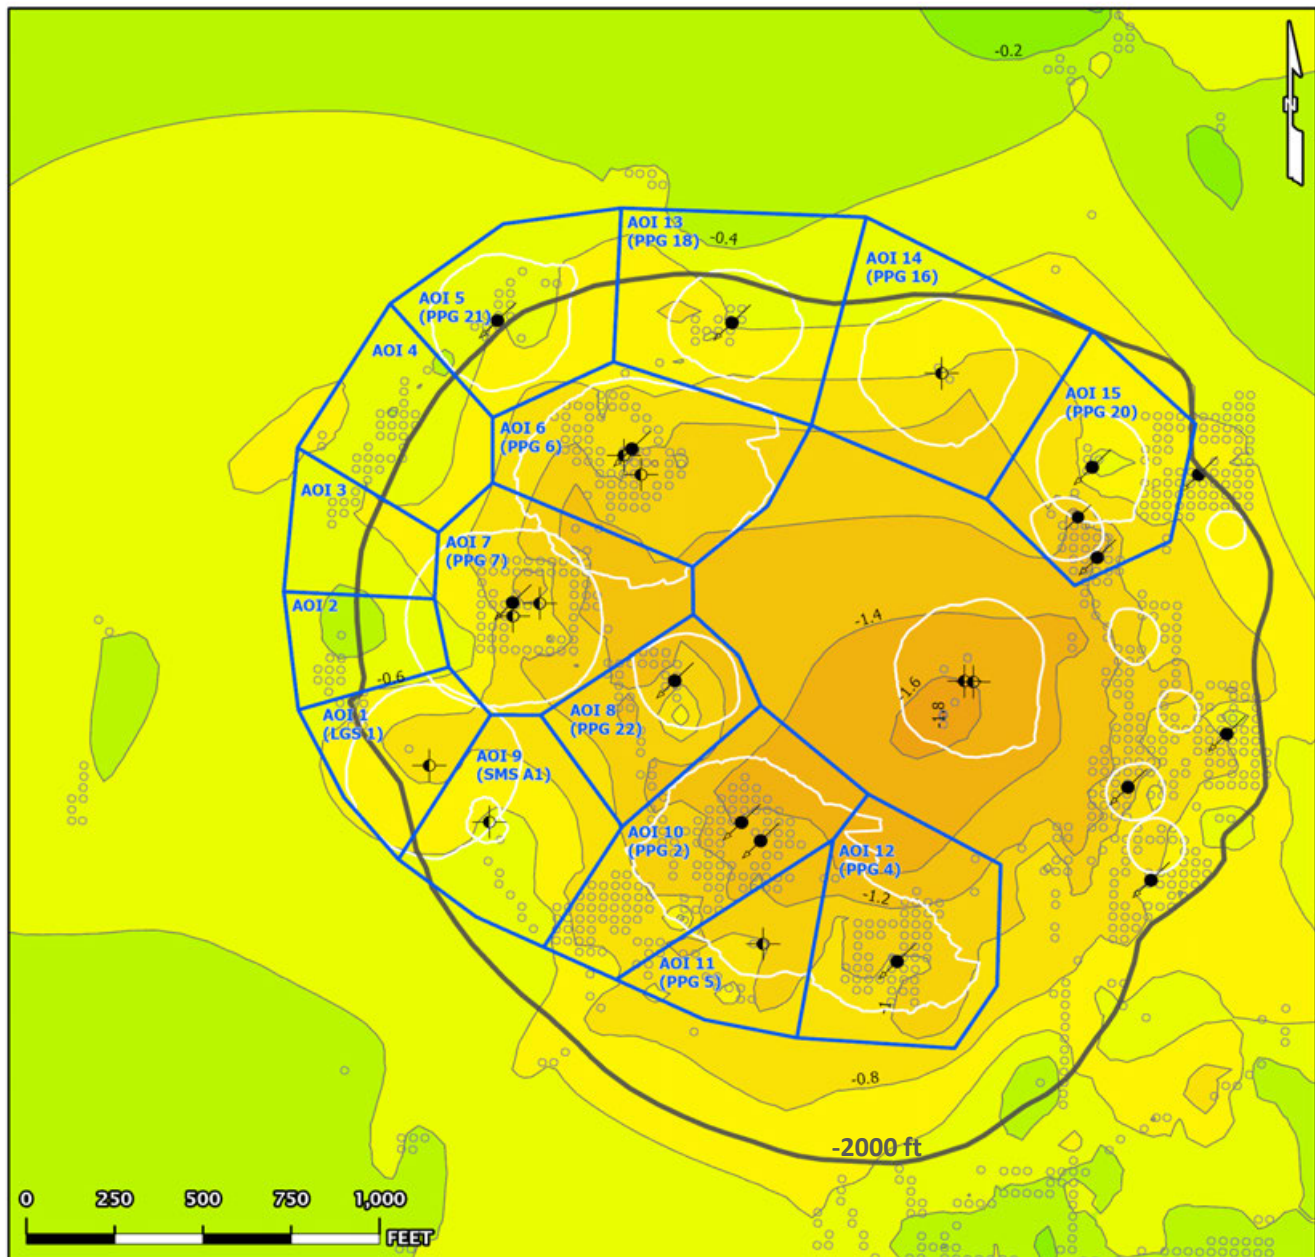 -0.2
N
AOI 13
(PPG 18)
-0.4
AOI 14
(PPG 16)
AOI 5
(PPG 21)
AOI 4
AOI 15
(PPG 20)
AOI 6
(PPG 6)
AOI 3
AOI 7
(PPG 7)
AOI 2
-1.4
-0.6
-1.6
-1.8
AOI 1
(LGS 1)
AOI 8
(PPG 22)
AOI 9
(SMS A1)
AOI 10
(PPG 2)
AOI 12
(PPG 4)
-1.2
AOI 11
(PPG 5)
-1
-0.8
-2000 ft
0 250 500 750 1,000
FEET